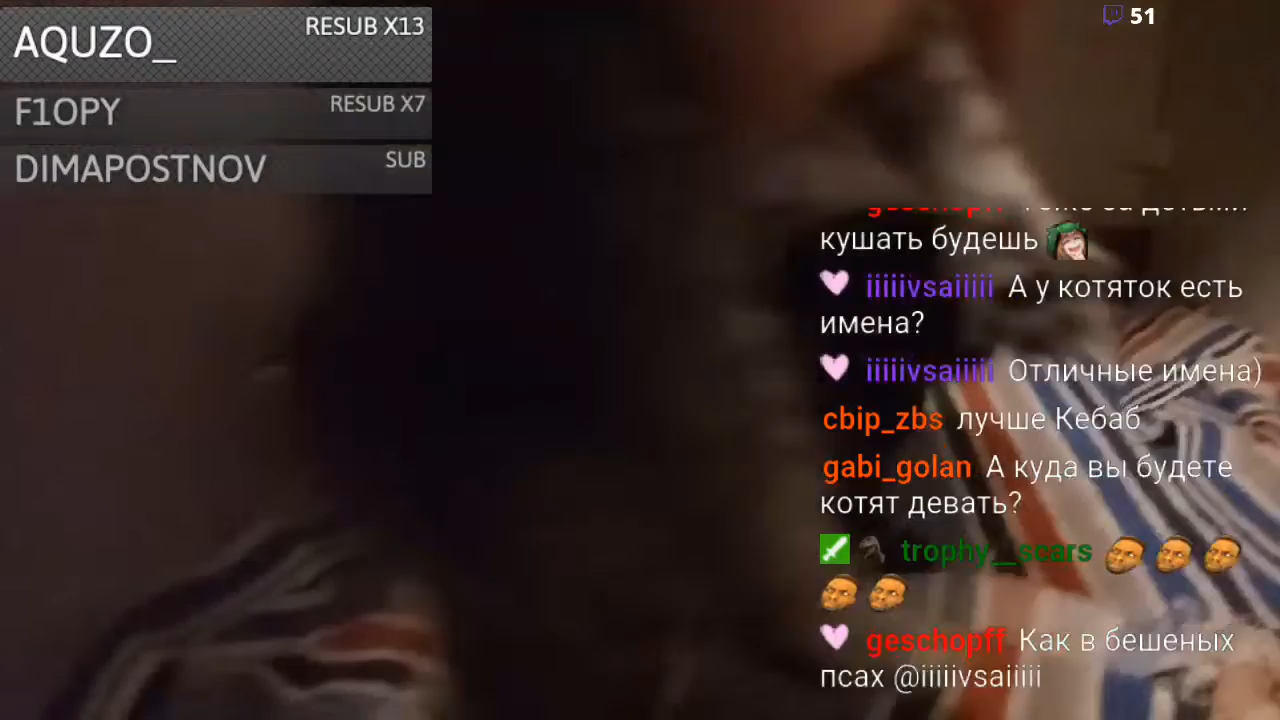 AQUZO_ RESUB X13
F1OPY RESUB X7
DIMAPOSTNOV SUB
51
кушать будешь
iiiiivsaiiiii А у котяток есть
имена?
iiiiivsaiiiii Отличные имена)
cbip_zbs лучше Кебаб
gabi_golan А куда вы будете
котят девать?
trophy__scars
geschopff Как в бешеных
псах @iiiiivsaiiiii